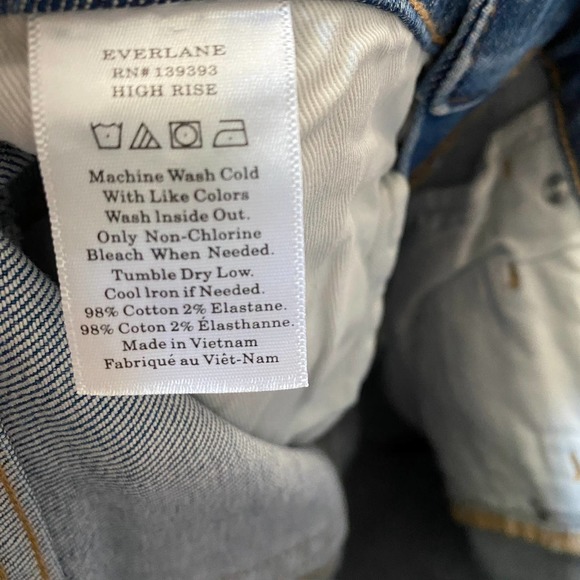 EVERLANE
RN# 139393
HIGH RISE
Machine Wash Cold
With Like Colors
Wash Inside Out.
Only Non-Chlorine
Bleach When Needed.
Tumble Dry Low.
Cool Iron if Needed.
98% Cotton 2% Elastane.
98% Coton 2% Élasthanne.
Made in Vietnam
Fabriqué au Viêt-Nam